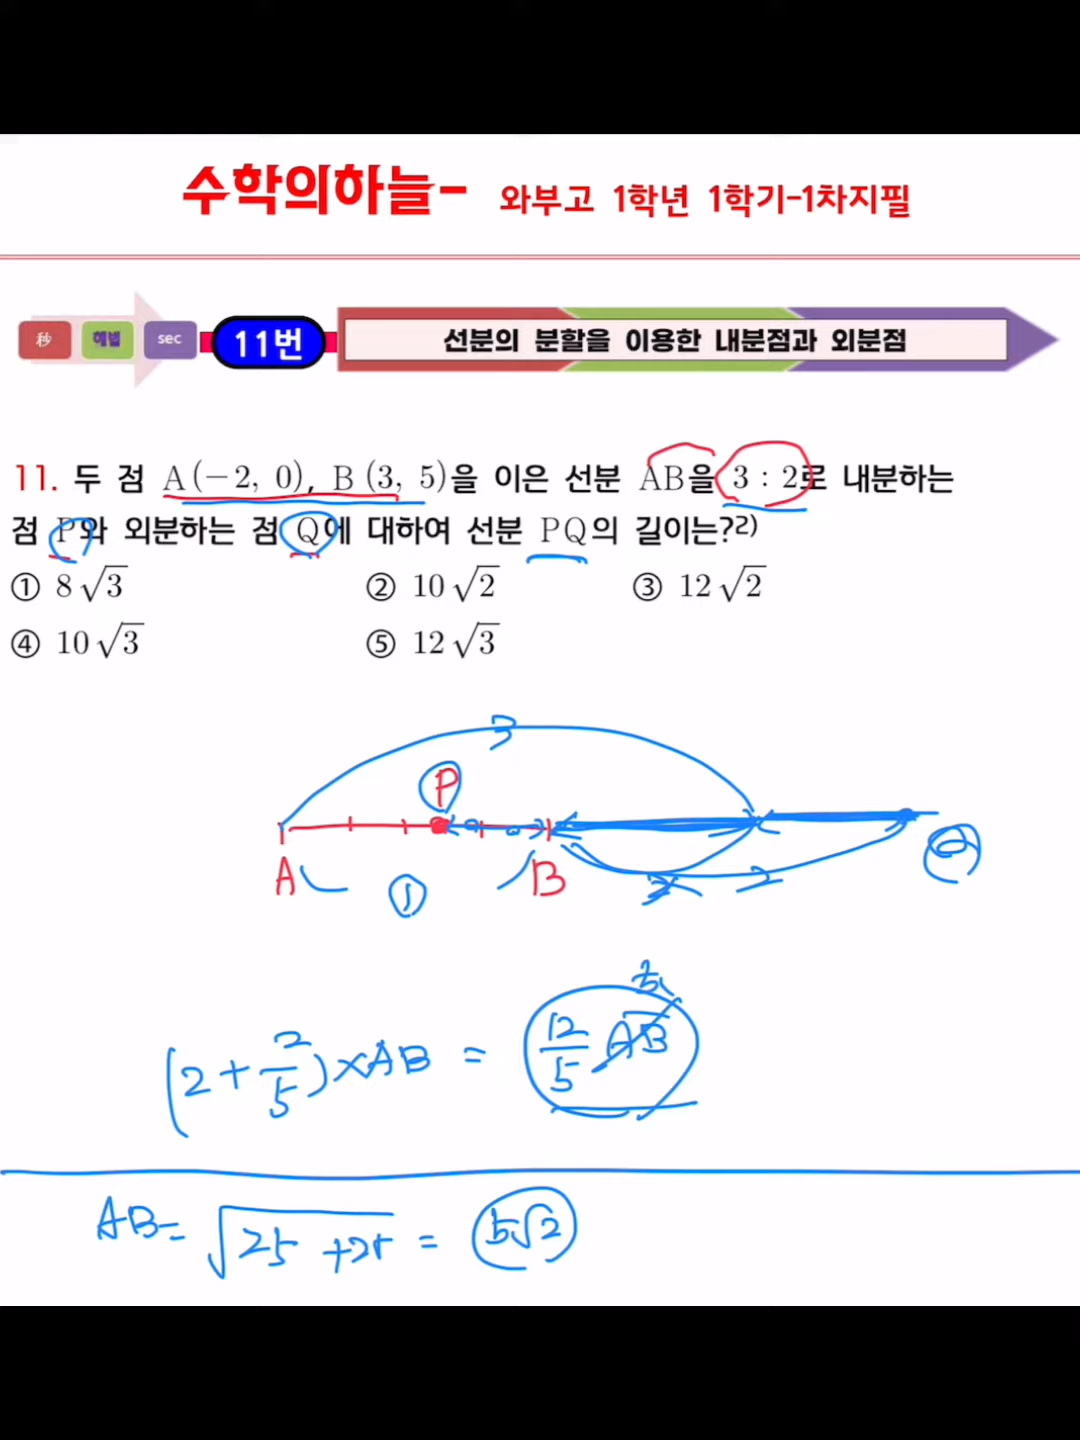 수학의하늘- 와부고 1학년 1학기-1차지필
秒 해법 sec 11번 선분의 분할을 이용한 내분점과 외분점
11. 두 점 A(−2, 0), B(3, 5)을 이은 선분 AB을 3 : 2로 내분하는
점 P와 외분하는 점 Q에 대하여 선분 PQ의 길이는?2)
① 8√3 ② 10√2 ③ 12√2
④ 10√3 ⑤ 12√3
3
P
A ① B 2 Q
(2 + 2/5) × AB = 12/5 AB
AB = √25 + 25 = 5√2